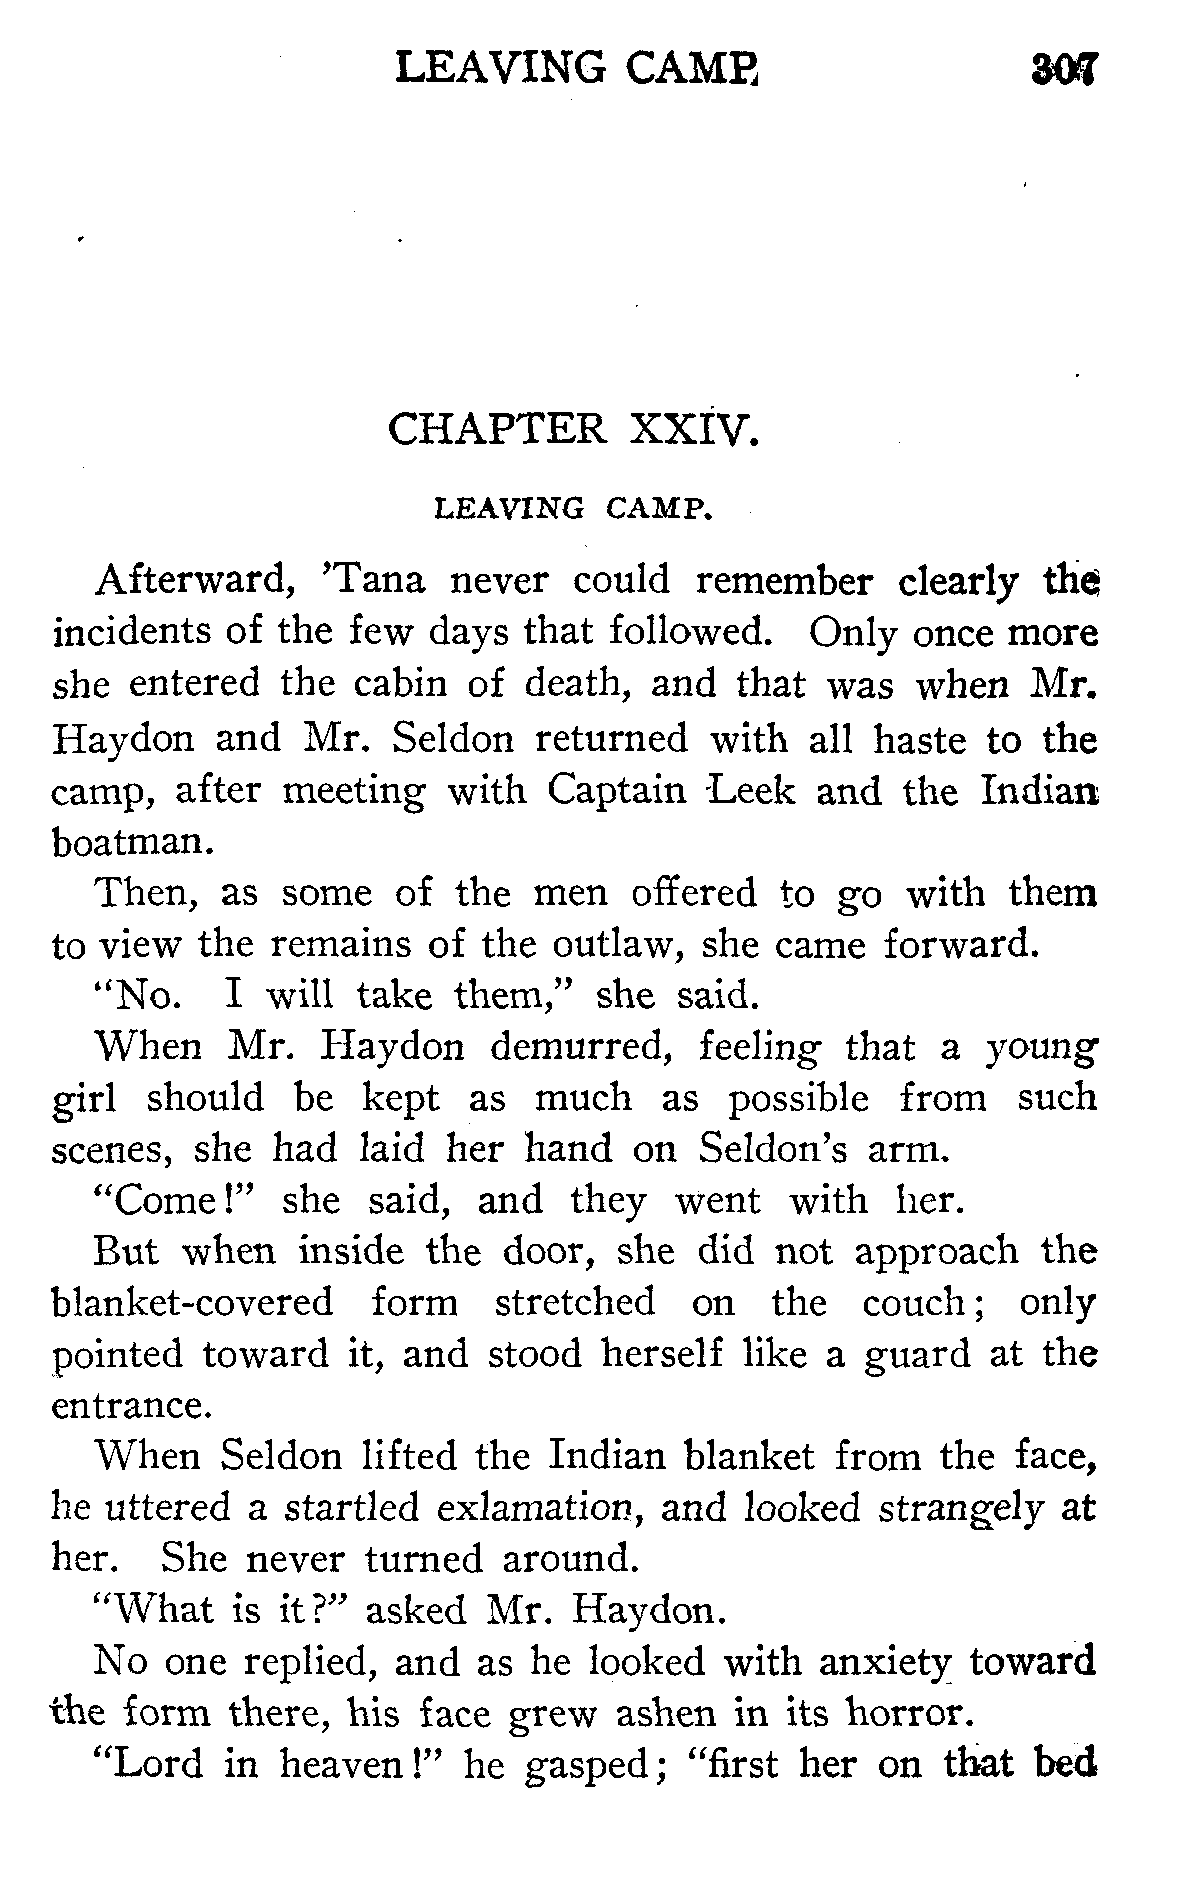 LEAVING CAMP 307
CHAPTER XXIV.
LEAVING CAMP.
Afterward, 'Tana never could remember clearly the
incidents of the few days that followed. Only once more
she entered the cabin of death, and that was when Mr.
Haydon and Mr. Seldon returned with all haste to the
camp, after meeting with Captain Leek and the Indian
boatman.
Then, as some of the men offered to go with them
to view the remains of the outlaw, she came forward.
"No. I will take them," she said.
When Mr. Haydon demurred, feeling that a young
girl should be kept as much as possible from such
scenes, she had laid her hand on Seldon's arm.
"Come!" she said, and they went with her.
But when inside the door, she did not approach the
blanket-covered form stretched on the couch; only
pointed toward it, and stood herself like a guard at the
entrance.
When Seldon lifted the Indian blanket from the face,
he uttered a startled exlamation, and looked strangely at
her. She never turned around.
"What is it?" asked Mr. Haydon.
No one replied, and as he looked with anxiety toward
the form there, his face grew ashen in its horror.
"Lord in heaven!" he gasped; "first her on that bed